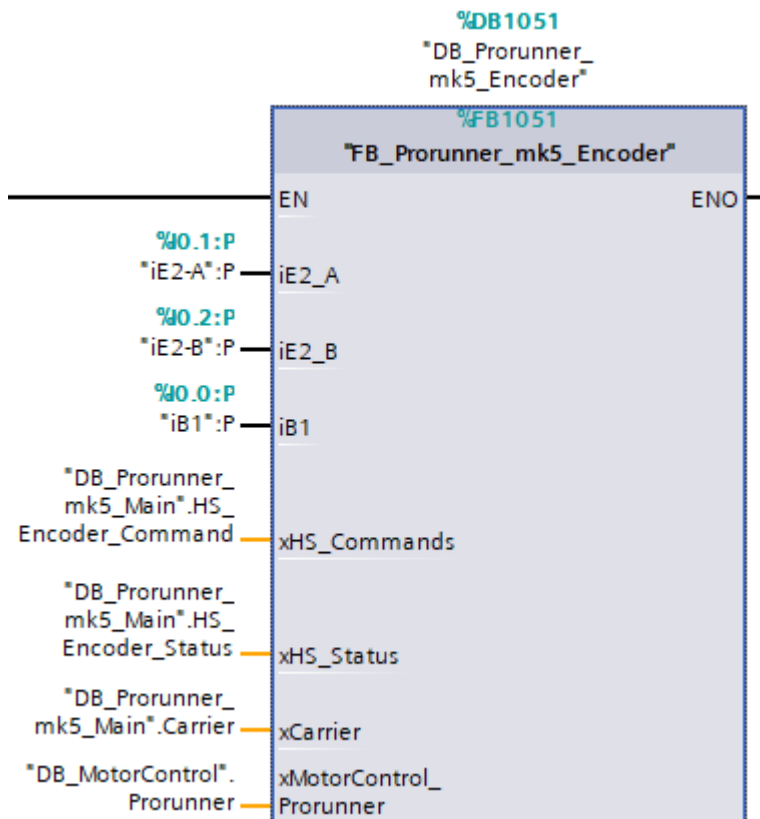 %DB1051
"DB_Prorunner_
mk5_Encoder"
%FB1051
"FB_Prorunner_mk5_Encoder"
EN
ENO
%I0.1:P
"iE2-A":P
iE2_A
%I0.2:P
"iE2-B":P
iE2_B
%I0.0:P
"iB1":P
iB1
"DB_Prorunner_
mk5_Main".HS_
Encoder_Command
xHS_Commands
"DB_Prorunner_
mk5_Main".HS_
Encoder_Status
xHS_Status
"DB_Prorunner_
mk5_Main".Carrier
xCarrier
"DB_MotorControl".
Prorunner
xMotorControl_
Prorunner